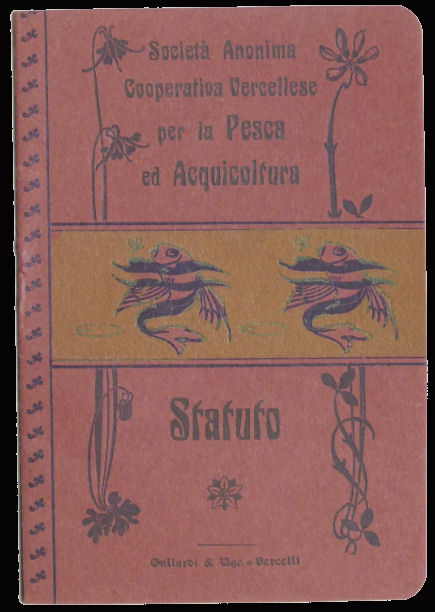 Società Anonima
Cooperativa Vercellese
per la Pesca
ed Acquicoltura
Statuto
Gallardi & Ugo - Vercelli